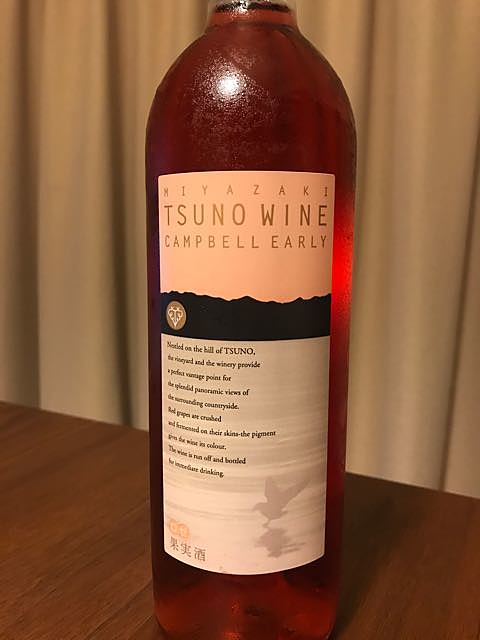 MIYAZAKI
TSUNO WINE
CAMPBELL EARLY
Nestled on the hill of TSUNO,
the vineyard and the winery provide
a perfect vantage point for
the splendid panoramic views of
the surrounding countryside.
Red grapes are crushed
and fermented on their skins-the pigment
gives the wine its colour.
The wine is run off and bottled
for immediate drinking.
果実酒